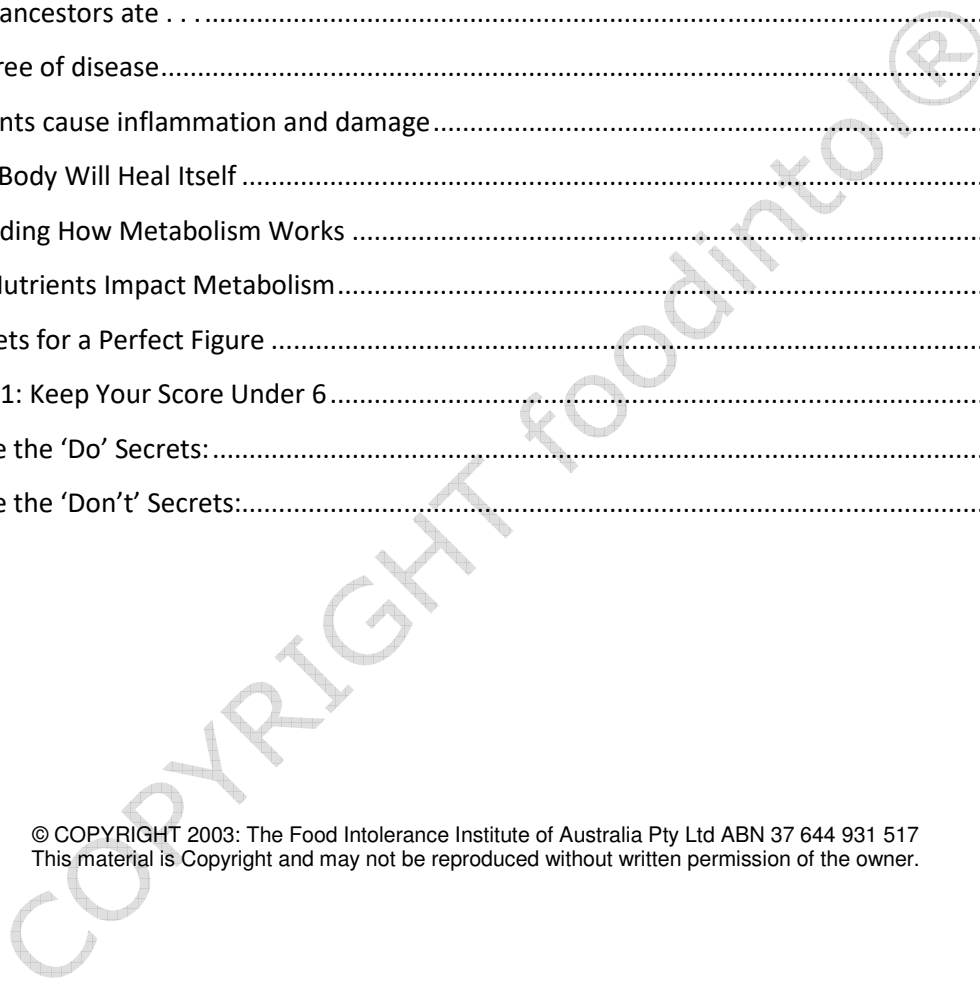 ancestors ate . . ................................................................................
ree of disease................................................................................
nts cause inflammation and damage................................................................................
Body Will Heal Itself ................................................................................
ding How Metabolism Works ................................................................................
Nutrients Impact Metabolism................................................................................
ets for a Perfect Figure ................................................................................
1: Keep Your Score Under 6................................................................................
e the ‘Do’ Secrets:................................................................................
e the ‘Don’t’ Secrets:................................................................................
COPYRIGHT foodintol®
© COPYRIGHT 2003: The Food Intolerance Institute of Australia Pty Ltd ABN 37 644 931 517
This material is Copyright and may not be reproduced without written permission of the owner.